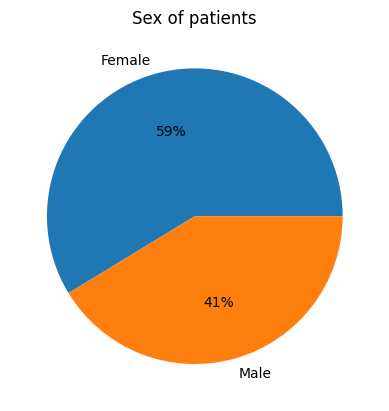 Sex of patients
Female
59%
41%
Male